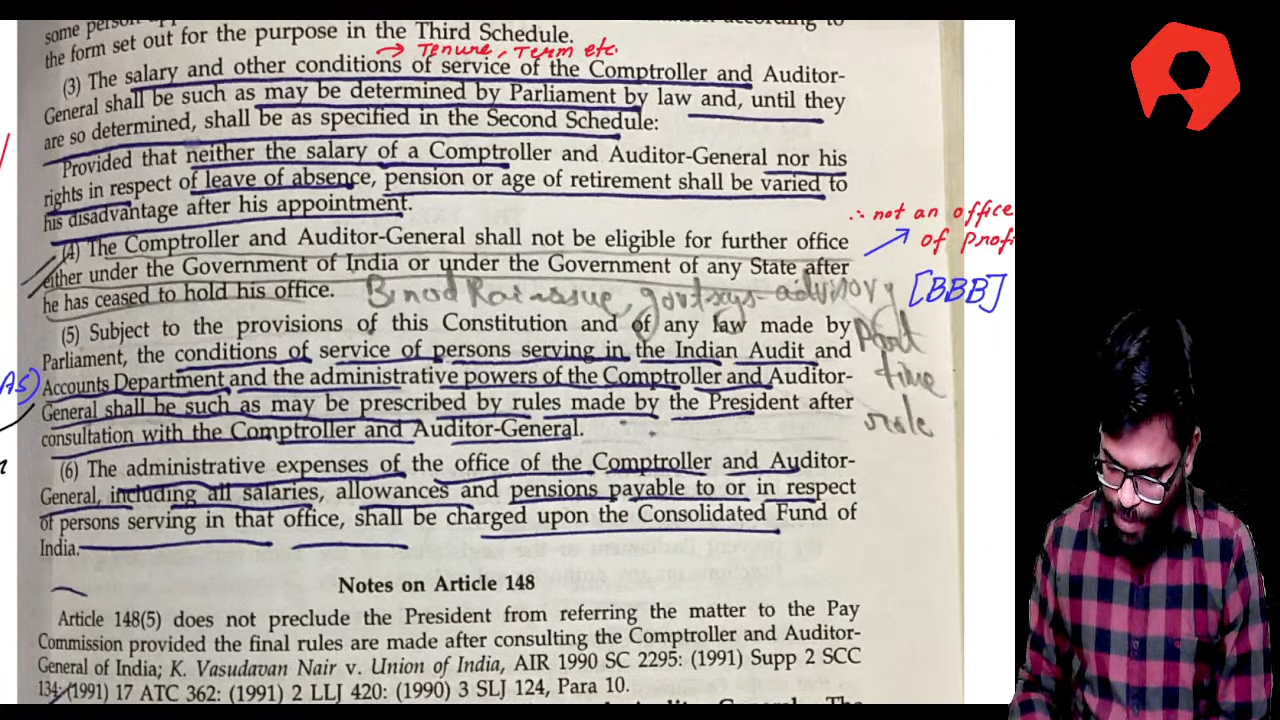 some person
according to
the form set out for the purpose in the Third Schedule.
→ Tenure, Term etc.
(3) The salary and other conditions of service of the Comptroller and Auditor-
General shall be such as may be determined by Parliament by law and, until they
are so determined, shall be as specified in the Second Schedule:
Provided that neither the salary of a Comptroller and Auditor-General nor his
rights in respect of leave of absence, pension or age of retirement shall be varied to
his disadvantage after his appointment.
∴ not an office
of profi
(4) The Comptroller and Auditor-General shall not be eligible for further office
either under the Government of India or under the Government of any State after
he has ceased to hold his office.
Binod Rai issue, govt says - advisory
[BBB]
part
time
role
(5) Subject to the provisions of this Constitution and of any law made by
Parliament, the conditions of service of persons serving in the Indian Audit and
AS)
Accounts Department and the administrative powers of the Comptroller and Auditor-
General shall be such as may be prescribed by rules made by the President after
consultation with the Comptroller and Auditor-General.
(6) The administrative expenses of the office of the Comptroller and Auditor-
General, including all salaries, allowances and pensions payable to or in respect
of persons serving in that office, shall be charged upon the Consolidated Fund of
India.
Notes on Article 148
Article 148(5) does not preclude the President from referring the matter to the Pay
Commission provided the final rules are made after consulting the Comptroller and Auditor-
General of India; K. Vasudavan Nair v. Union of India, AIR 1990 SC 2295: (1991) Supp 2 SCC
134: (1991) 17 ATC 362: (1991) 2 LLJ 420: (1990) 3 SLJ 124, Para 10.